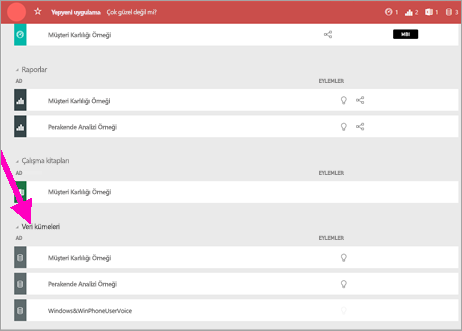 Yepyeni uygulama Çok güzel değil mi? 1 2 1 3
Müşteri Karlılığı Örneği MBI
Raporlar
AD EYLEMLER
Müşteri Karlılığı Örneği
Perakende Analizi Örneği
Çalışma kitapları
AD EYLEMLER
Müşteri Karlılığı Örneği
Veri kümeleri
AD EYLEMLER
Müşteri Karlılığı Örneği
Perakende Analizi Örneği
Windows&WinPhoneUserVoice